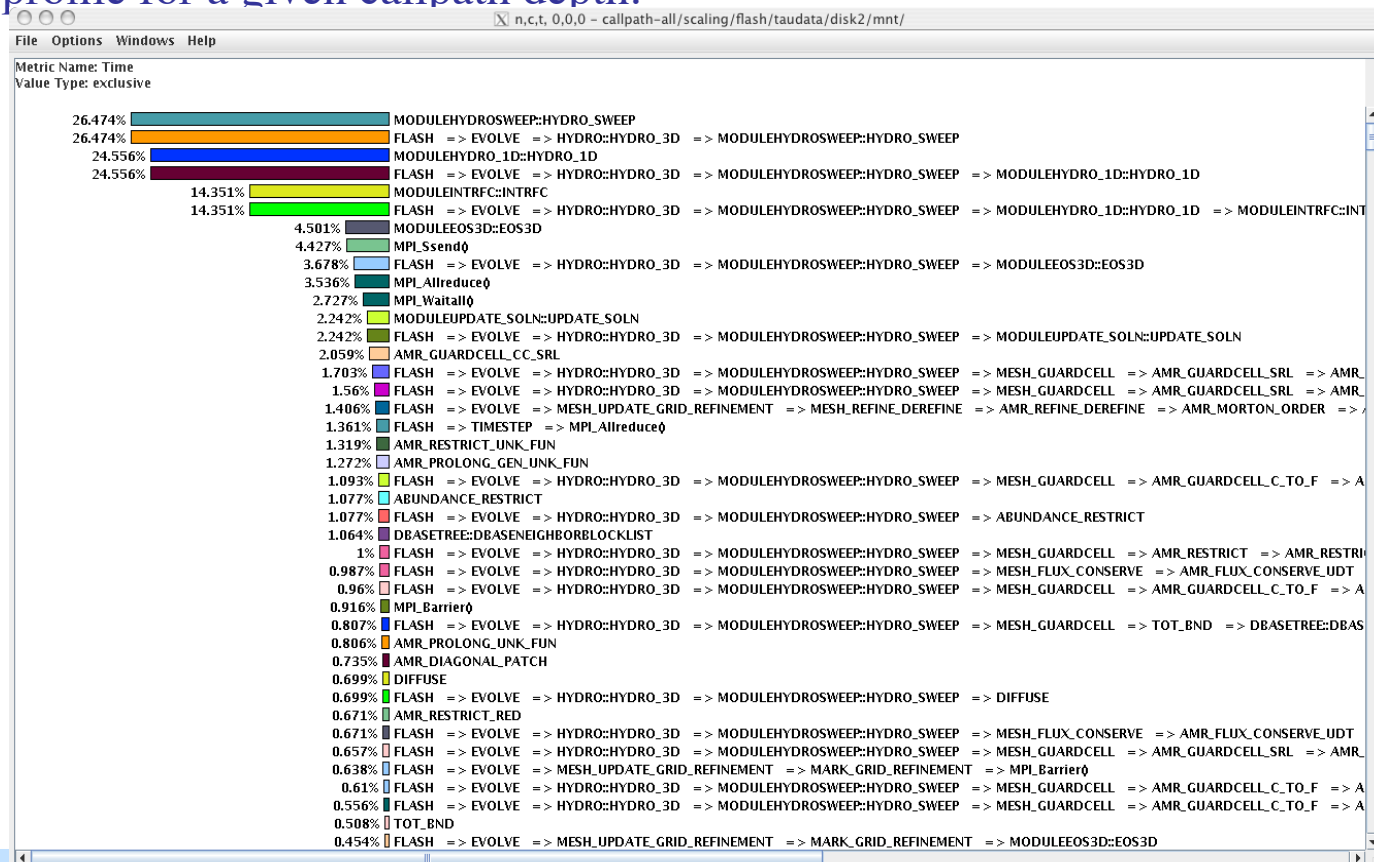 profile for a given callpath depth.
n,c,t, 0,0,0 – callpath-all/scaling/flash/taudata/disk2/mnt/
File Options Windows Help
Metric Name: Time
Value Type: exclusive
26.474% MODULEHYDROSWEEP::HYDRO_SWEEP
26.474% FLASH => EVOLVE => HYDRO::HYDRO_3D => MODULEHYDROSWEEP::HYDRO_SWEEP
24.556% MODULEHYDRO_1D::HYDRO_1D
24.556% FLASH => EVOLVE => HYDRO::HYDRO_3D => MODULEHYDROSWEEP::HYDRO_SWEEP => MODULEHYDRO_1D::HYDRO_1D
14.351% MODULEINTRFC::INTRFC
14.351% FLASH => EVOLVE => HYDRO::HYDRO_3D => MODULEHYDROSWEEP::HYDRO_SWEEP => MODULEHYDRO_1D::HYDRO_1D => MODULEINTRFC::INT
4.501% MODULEEOS3D::EOS3D
4.427% MPI_Ssend()
3.678% FLASH => EVOLVE => HYDRO::HYDRO_3D => MODULEHYDROSWEEP::HYDRO_SWEEP => MODULEEOS3D::EOS3D
3.536% MPI_Allreduce()
2.727% MPI_Waitall()
2.242% MODULEUPDATE_SOLN::UPDATE_SOLN
2.242% FLASH => EVOLVE => HYDRO::HYDRO_3D => MODULEHYDROSWEEP::HYDRO_SWEEP => MODULEUPDATE_SOLN::UPDATE_SOLN
2.059% AMR_GUARDCELL_CC_SRL
1.703% FLASH => EVOLVE => HYDRO::HYDRO_3D => MODULEHYDROSWEEP::HYDRO_SWEEP => MESH_GUARDCELL => AMR_GUARDCELL_SRL => AMR_
1.56% FLASH => EVOLVE => HYDRO::HYDRO_3D => MODULEHYDROSWEEP::HYDRO_SWEEP => MESH_GUARDCELL => AMR_GUARDCELL_SRL => AMR_
1.406% FLASH => EVOLVE => MESH_UPDATE_GRID_REFINEMENT => MESH_REFINE_DEREFINE => AMR_REFINE_DEREFINE => AMR_MORTON_ORDER =>
1.361% FLASH => TIMESTEP => MPI_Allreduce()
1.319% AMR_RESTRICT_UNK_FUN
1.272% AMR_PROLONG_GEN_UNK_FUN
1.093% FLASH => EVOLVE => HYDRO::HYDRO_3D => MODULEHYDROSWEEP::HYDRO_SWEEP => MESH_GUARDCELL => AMR_GUARDCELL_C_TO_F => A
1.077% ABUNDANCE_RESTRICT
1.077% FLASH => EVOLVE => HYDRO::HYDRO_3D => MODULEHYDROSWEEP::HYDRO_SWEEP => ABUNDANCE_RESTRICT
1.064% DBASETREE::DBASENEIGHBORBLOCKLIST
1% FLASH => EVOLVE => HYDRO::HYDRO_3D => MODULEHYDROSWEEP::HYDRO_SWEEP => MESH_GUARDCELL => AMR_RESTRICT => AMR_RESTRI
0.987% FLASH => EVOLVE => HYDRO::HYDRO_3D => MODULEHYDROSWEEP::HYDRO_SWEEP => MESH_FLUX_CONSERVE => AMR_FLUX_CONSERVE_UDT
0.96% FLASH => EVOLVE => HYDRO::HYDRO_3D => MODULEHYDROSWEEP::HYDRO_SWEEP => MESH_GUARDCELL => AMR_GUARDCELL_C_TO_F => A
0.916% MPI_Barrier()
0.807% FLASH => EVOLVE => HYDRO::HYDRO_3D => MODULEHYDROSWEEP::HYDRO_SWEEP => MESH_GUARDCELL => TOT_BND => DBASETREE::DBAS
0.806% AMR_PROLONG_UNK_FUN
0.735% AMR_DIAGONAL_PATCH
0.699% DIFFUSE
0.699% FLASH => EVOLVE => HYDRO::HYDRO_3D => MODULEHYDROSWEEP::HYDRO_SWEEP => DIFFUSE
0.671% AMR_RESTRICT_RED
0.671% FLASH => EVOLVE => HYDRO::HYDRO_3D => MODULEHYDROSWEEP::HYDRO_SWEEP => MESH_FLUX_CONSERVE => AMR_FLUX_CONSERVE_UDT
0.657% FLASH => EVOLVE => HYDRO::HYDRO_3D => MODULEHYDROSWEEP::HYDRO_SWEEP => MESH_GUARDCELL => AMR_GUARDCELL_SRL => AMR_
0.638% FLASH => EVOLVE => MESH_UPDATE_GRID_REFINEMENT => MARK_GRID_REFINEMENT => MPI_Barrier()
0.61% FLASH => EVOLVE => HYDRO::HYDRO_3D => MODULEHYDROSWEEP::HYDRO_SWEEP => MESH_GUARDCELL => AMR_GUARDCELL_C_TO_F => A
0.556% FLASH => EVOLVE => HYDRO::HYDRO_3D => MODULEHYDROSWEEP::HYDRO_SWEEP => MESH_GUARDCELL => AMR_GUARDCELL_C_TO_F => A
0.508% TOT_BND
0.454% FLASH => EVOLVE => MESH_UPDATE_GRID_REFINEMENT => MARK_GRID_REFINEMENT => MODULEEOS3D::EOS3D